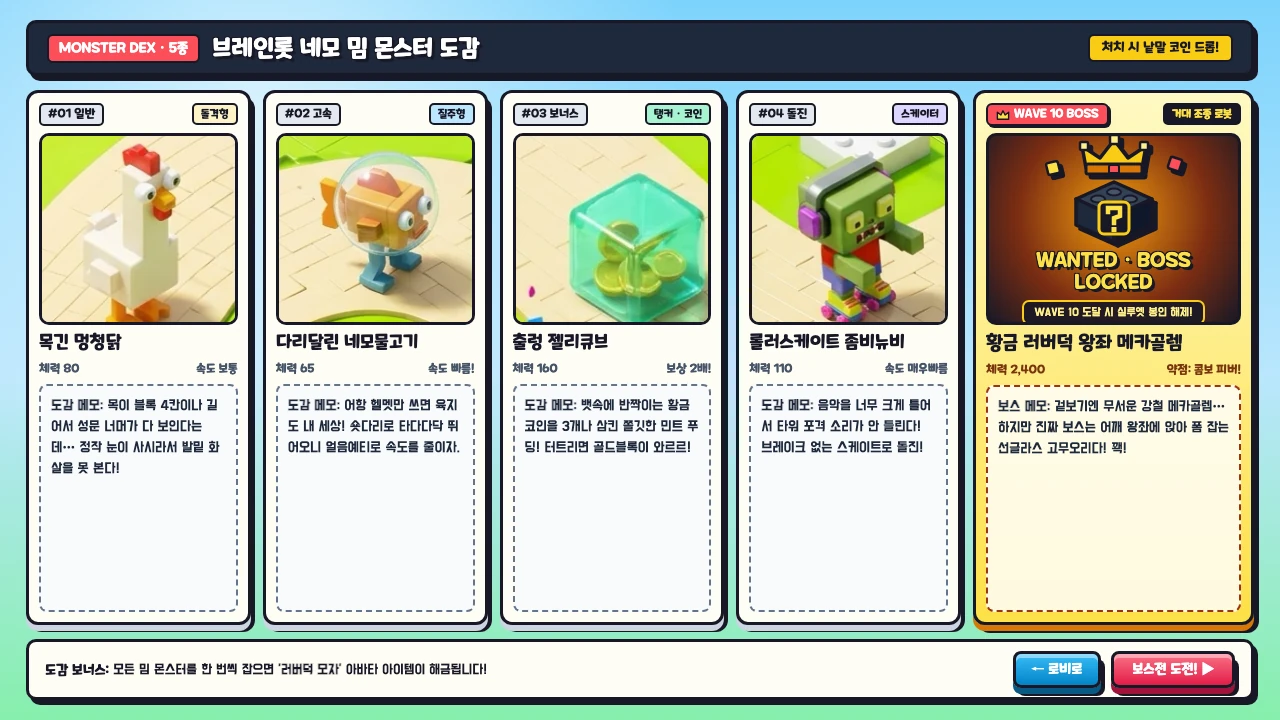 MONSTER DEX · 5종
브레인롯 네모 밈 몬스터 도감
처치 시 낱말 코인 드롭!
#01 일반
돌격형
목긴 멍청닭
체력 80
속도 보통
도감 메모: 목이 블록 4칸이나 길
어서 성문 너머가 다 보인다는
데… 정작 눈이 사시라서 발밑 화
살을 못 본다!
#02 고속
질주형
다리달린 네모물고기
체력 65
속도 빠름!
도감 메모: 어항 헬멧만 쓰면 육지
도 내 세상! 숏다리로 타다다닥 뛰
어오니 얼음예티로 속도를 줄이자.
#03 보너스
탱커 · 코인
출렁 젤리큐브
체력 160
보상 2배!
도감 메모: 뱃속에 반짝이는 황금
코인을 3개나 삼킨 쫄깃한 민트 푸
딩! 터트리면 골드블록이 와르르!
#04 돌진
스케이터
롤러스케이트 좀비뉴비
체력 110
속도 매우빠름
도감 메모: 음악을 너무 크게 틀어
서 타워 포격 소리가 안 들린다!
브레이크 없는 스케이트로 돌진!
WAVE 10 BOSS
거대 조종 로봇
?
WANTED · BOSS
LOCKED
WAVE 10 도달 시 실루엣 봉인 해제!
황금 러버덕 왕좌 메카골렘
체력 2,400
약점: 콤보 피버!
보스 메모: 겉보기엔 무서운 강철 메카골렘…
하지만 진짜 보스는 어깨 왕좌에 앉아 폼 잡는
선글라스 고무오리다! 꽥!
도감 보너스: 모든 밈 몬스터를 한 번씩 잡으면 '러버덕 모자' 아바타 아이템이 해금됩니다!
← 로비로
보스전 도전! ▶